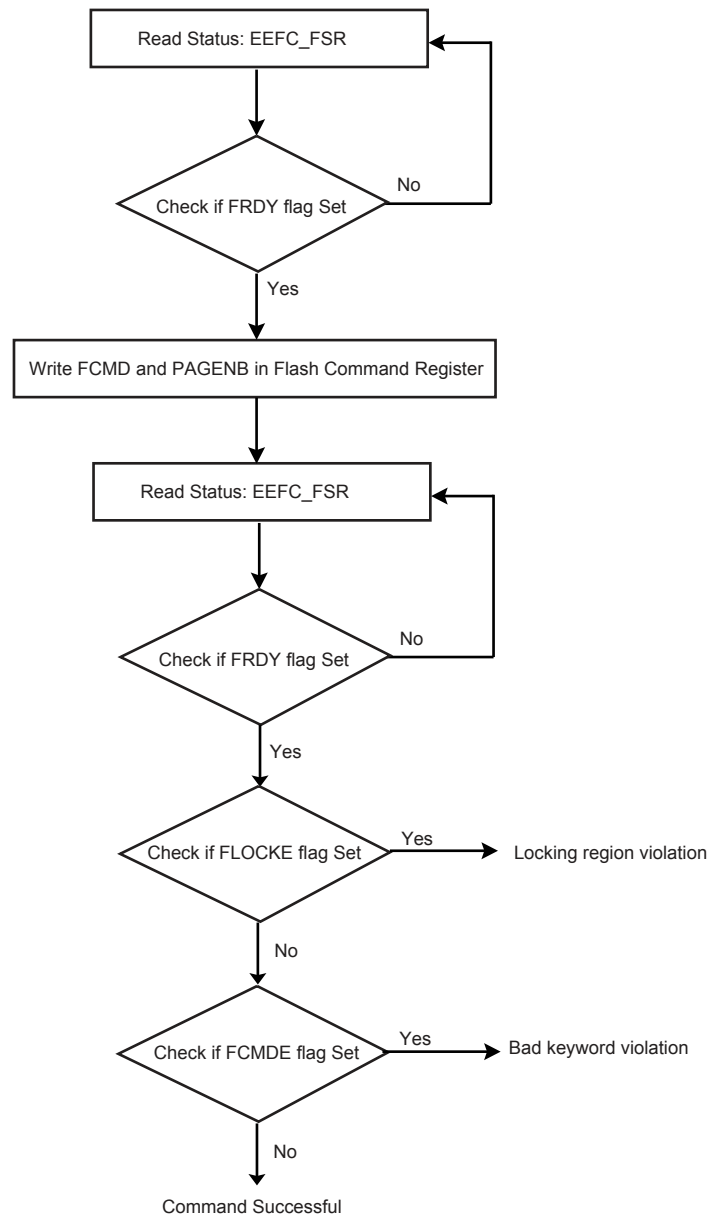 Read Status: EEFC_FSR
No
Check if FRDY flag Set
Yes
Write FCMD and PAGENB in Flash Command Register
Read Status: EEFC_FSR
No
Check if FRDY flag Set
Yes
Check if FLOCKE flag Set
Yes
Locking region violation
No
Check if FCMDE flag Set
Yes
Bad keyword violation
No
Command Successful